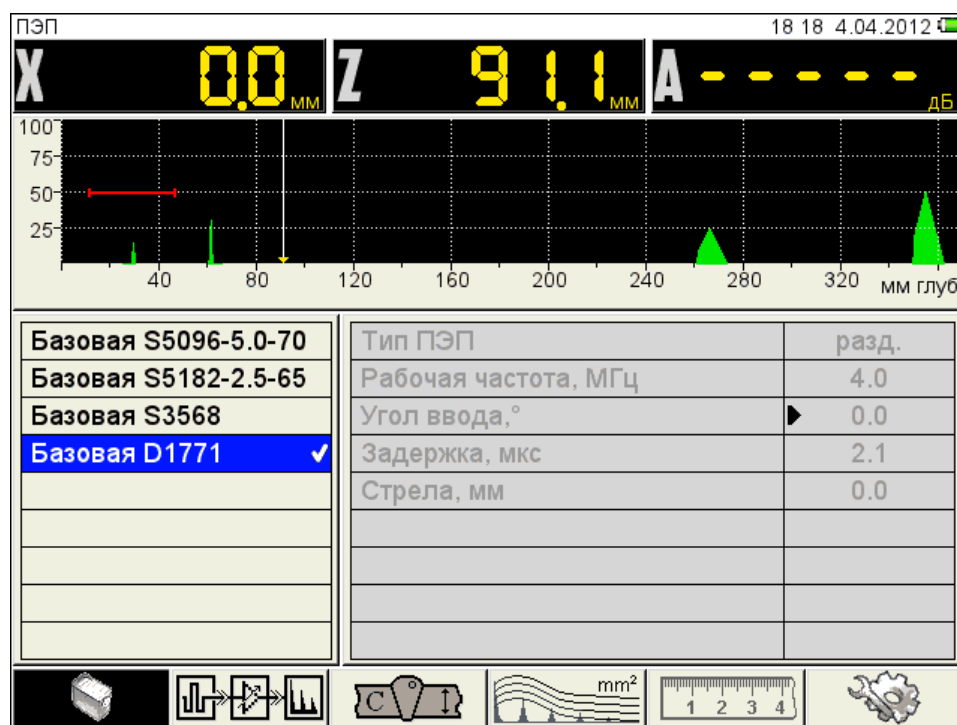 ПЭП 18 18 4.04.2012
X 0.0 мм Z 91.1 мм A - - - - - дБ
100
75
50
25
40 80 120 160 200 240 280 320 мм глуб
Базовая S5096-5.0-70
Базовая S5182-2.5-65
Базовая S3568
Базовая D1771
Тип ПЭП разд.
Рабочая частота, МГц 4.0
Угол ввода,° 0.0
Задержка, мкс 2.1
Стрела, мм 0.0
C mm² 1 2 3 4